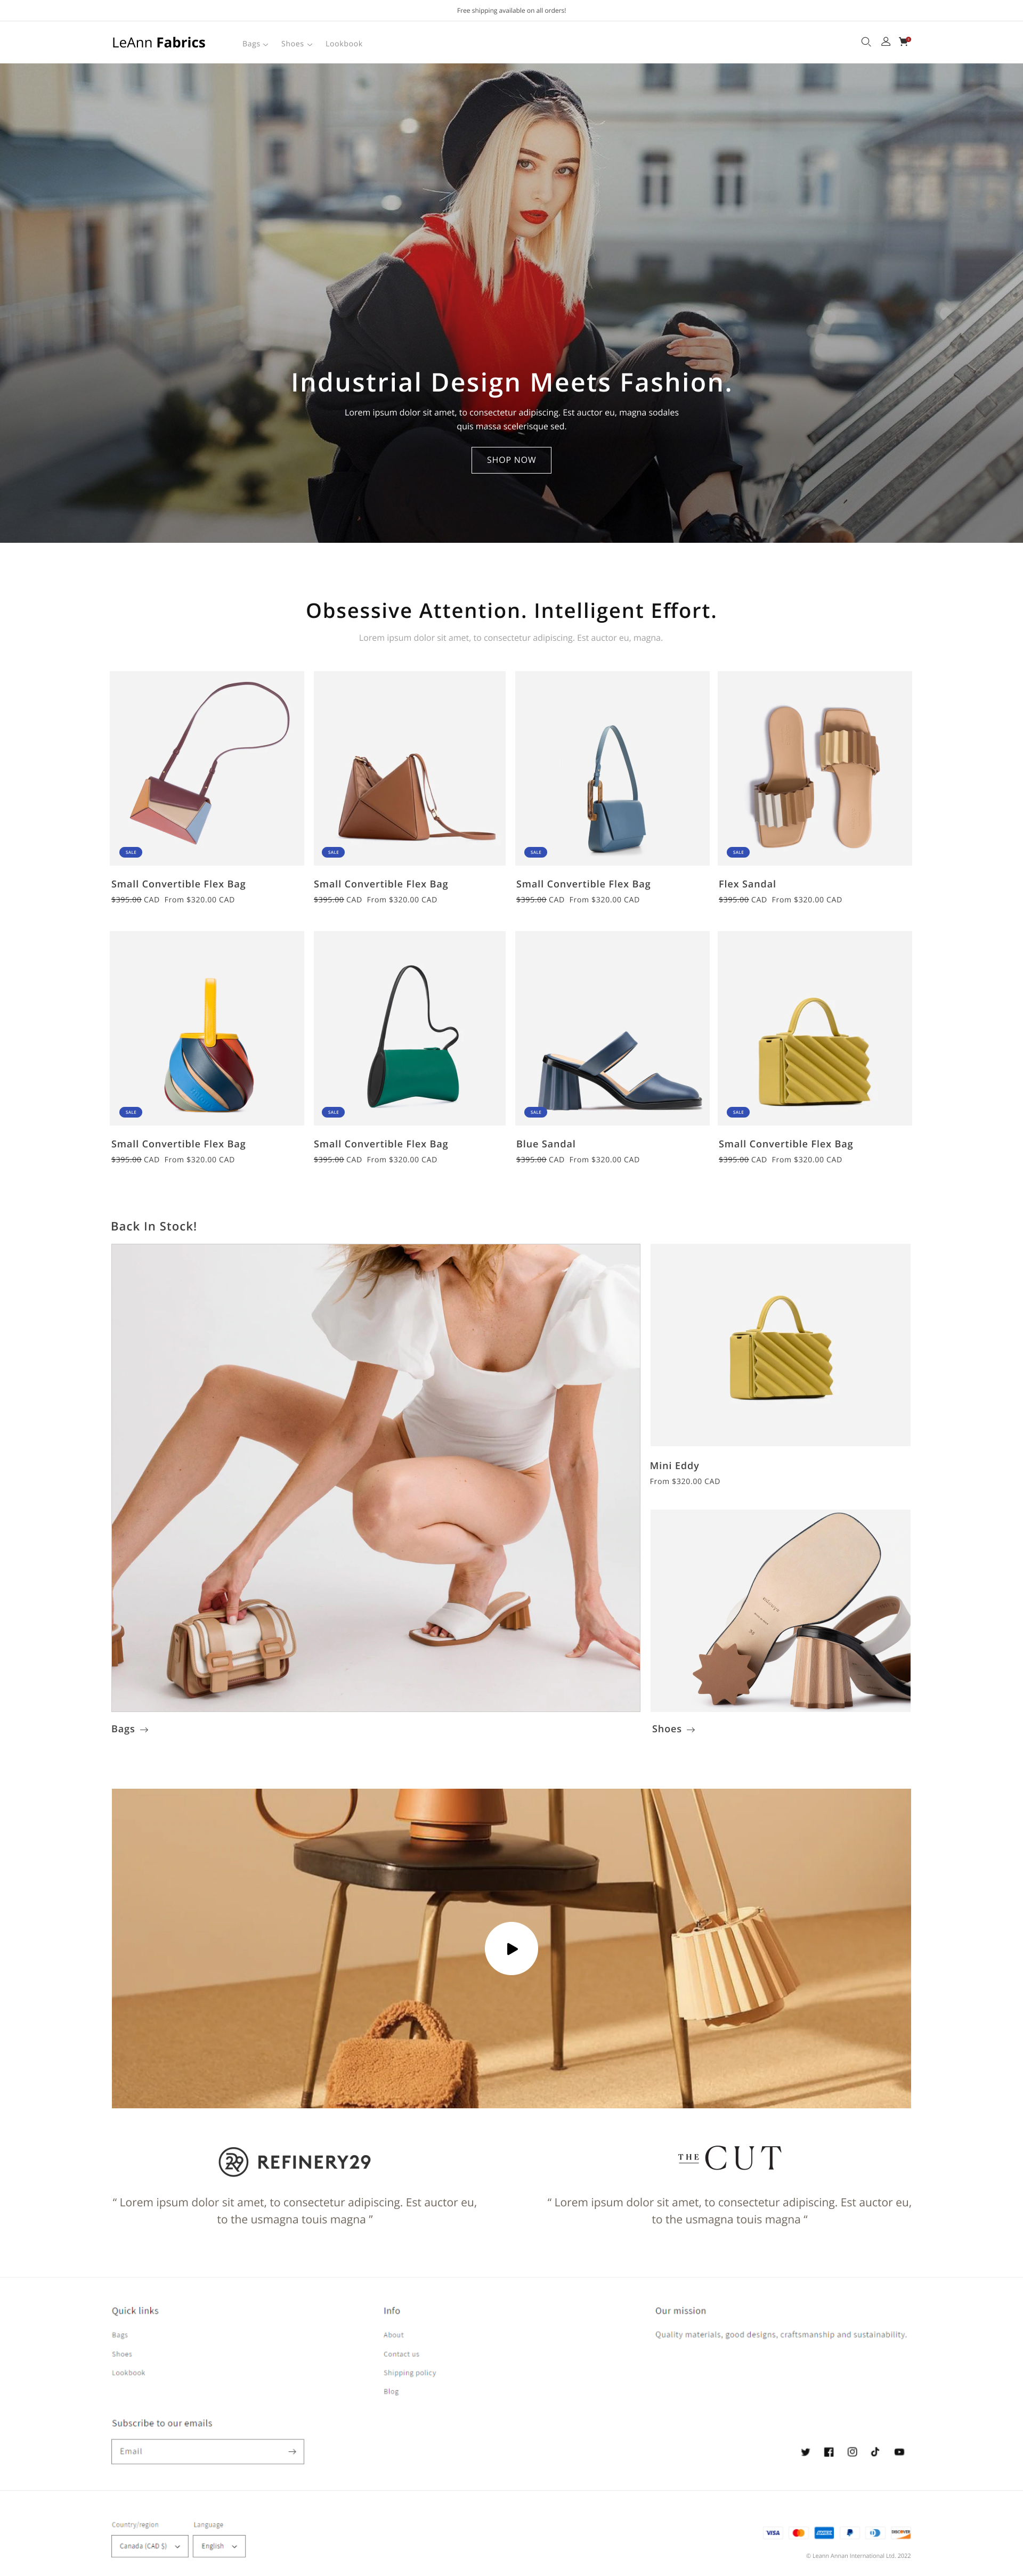 Free shipping available on all orders!
LeAnn Fabrics
Bags
Shoes
Lookbook
Industrial Design Meets Fashion.
Lorem ipsum dolor sit amet, to consectetur adipiscing. Est auctor eu, magna sodales
quis massa scelerisque sed.
SHOP NOW
Obsessive Attention. Intelligent Effort.
Lorem ipsum dolor sit amet, to consectetur adipiscing. Est auctor eu, magna.
SALE
SALE
SALE
SALE
Small Convertible Flex Bag
$395.00 CAD From $320.00 CAD
Small Convertible Flex Bag
$395.00 CAD From $320.00 CAD
Small Convertible Flex Bag
$395.00 CAD From $320.00 CAD
Flex Sandal
$395.00 CAD From $320.00 CAD
SALE
SALE
SALE
SALE
Small Convertible Flex Bag
$395.00 CAD From $320.00 CAD
Small Convertible Flex Bag
$395.00 CAD From $320.00 CAD
Blue Sandal
$395.00 CAD From $320.00 CAD
Small Convertible Flex Bag
$395.00 CAD From $320.00 CAD
Back In Stock!
Mini Eddy
From $320.00 CAD
Bags →
Shoes →
REFINERY29
“ Lorem ipsum dolor sit amet, to consectetur adipiscing. Est auctor eu,
to the usmagna touis magna ”
THE CUT
“ Lorem ipsum dolor sit amet, to consectetur adipiscing. Est auctor eu,
to the usmagna touis magna “
Quick links
Bags
Shoes
Lookbook
Info
About
Contact us
Shipping policy
Blog
Our mission
Quality materials, good designs, craftsmanship and sustainability.
Subscribe to our emails
Email →
Country/region
Canada (CAD $)
Language
English
VISA
DISCOVER
© Leann Annan International Ltd. 2022